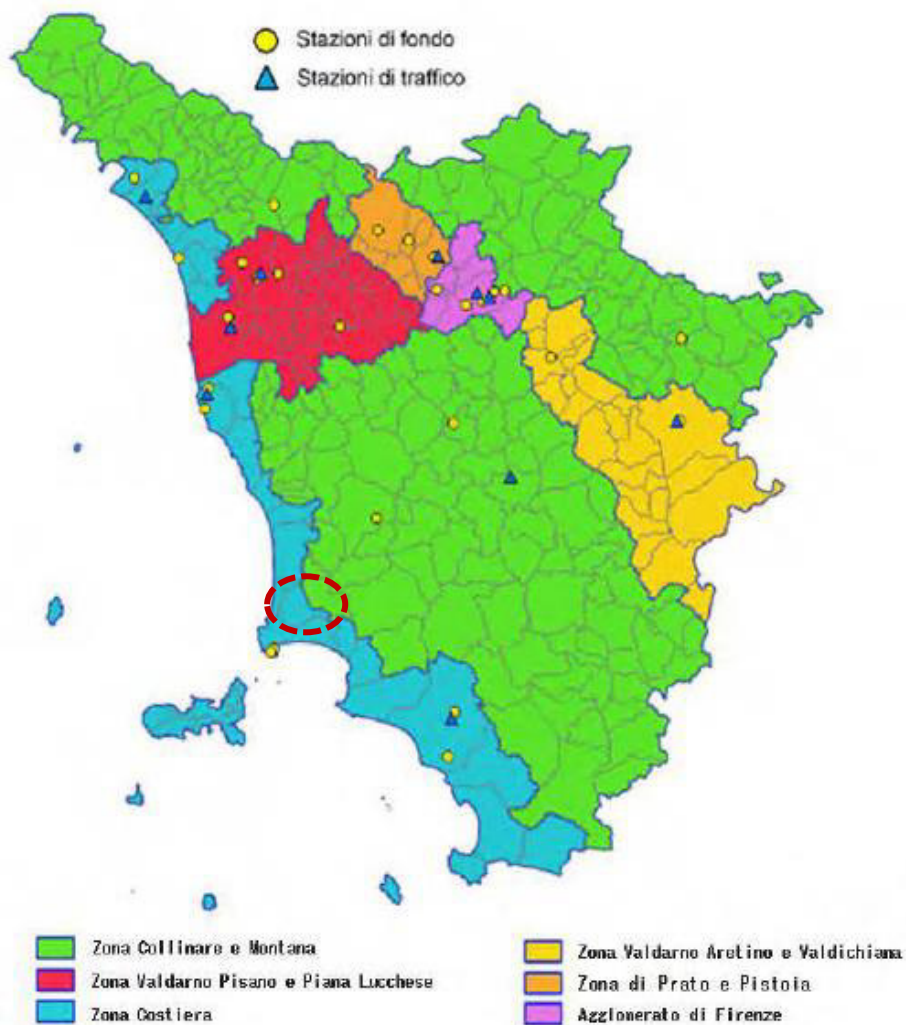 Stazioni di fondo
Stazioni di traffico
Zona Collinare e Montana
Zona Valdarno Pisano e Piana Lucchese
Zona Costiera
Zona Valdarno Aretino e Valdichiana
Zona di Prato e Pistoia
Agglomerato di Firenze